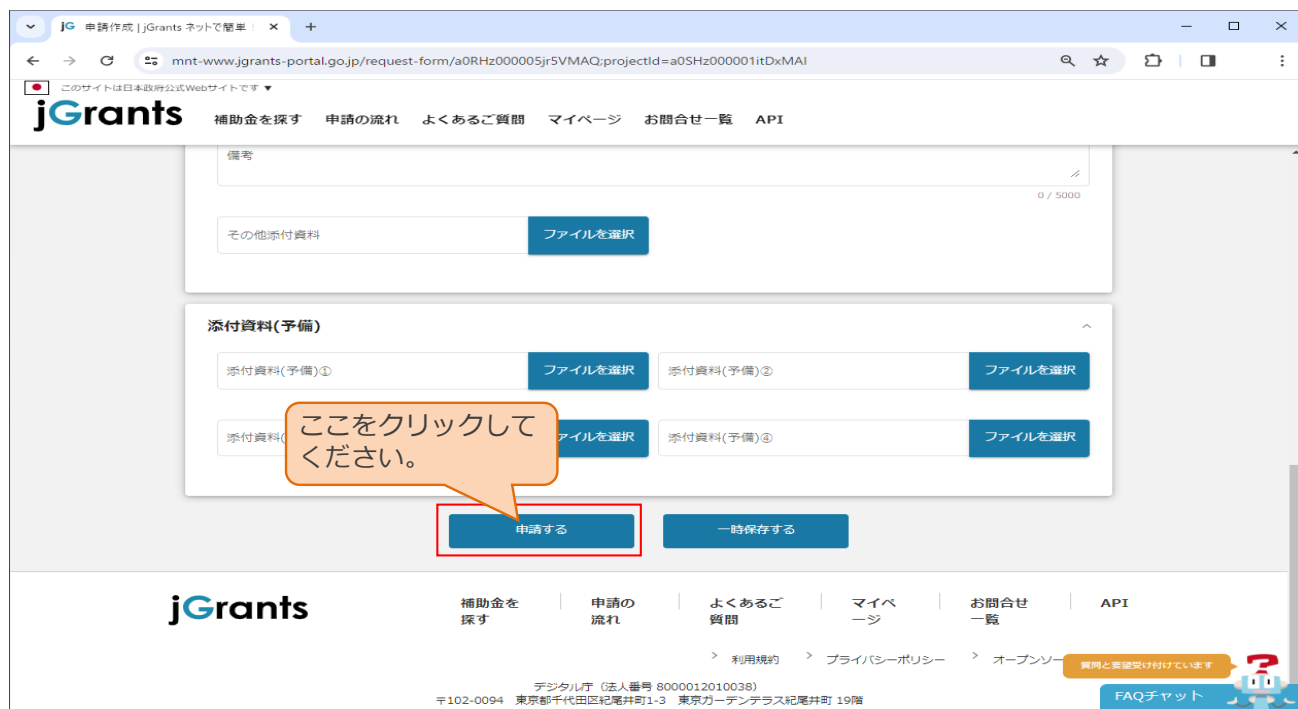 jG 申請作成 | jGrants ネットで簡単！
mnt-www.jgrants-portal.go.jp/request-form/a0RHz000005jr5VMAQ;projectId=a0SHz000001itDxMAI
このサイトは日本政府公式Webサイトです ▼
jGrants 補助金を探す 申請の流れ よくあるご質問 マイページ お問合せ一覧 API
備考
0 / 5000
その他添付資料 ファイルを選択
添付資料(予備)
添付資料(予備)① ファイルを選択 添付資料(予備)② ファイルを選択
ここをクリックして
ください。
添付資料( ァイルを選択 添付資料(予備)④ ファイルを選択
申請する 一時保存する
jGrants
補助金を 申請の よくあるご マイペ お問合せ API
探す 流れ 質問 ージ 一覧
利用規約 プライバシーポリシー オープンソー
質問と要望受け付けています
FAQチャット
デジタル庁（法人番号 8000012010038）
〒102-0094 東京都千代田区紀尾井町1-3 東京ガーデンテラス紀尾井町 19階